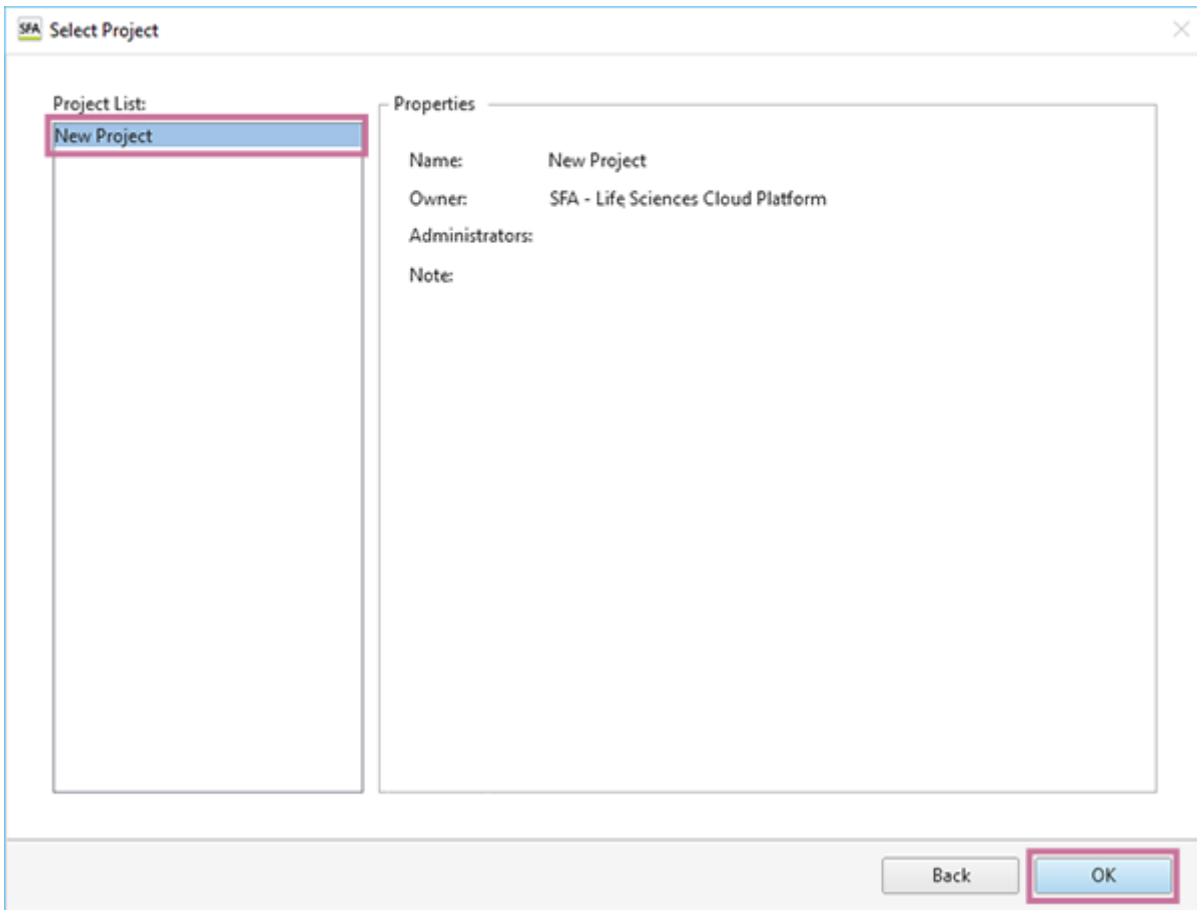 SFA Select Project
Project List:
New Project
Properties
Name: New Project
Owner: SFA - Life Sciences Cloud Platform
Administrators:
Note:
Back OK